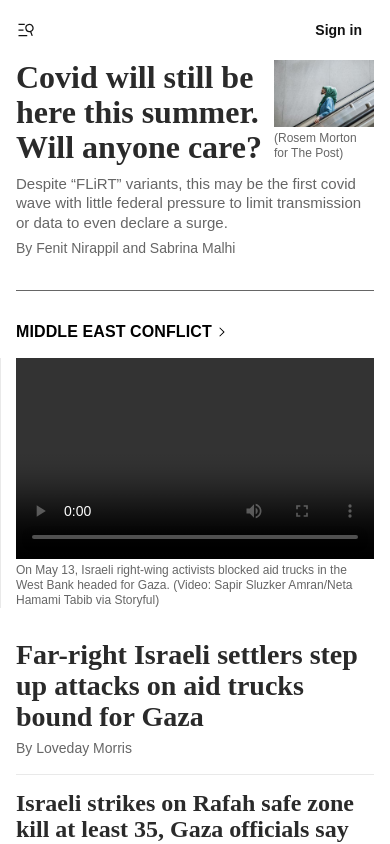 Sign in
Covid will still be
here this summer.
Will anyone care?
(Rosem Morton
for The Post)
Despite “FLiRT” variants, this may be the first covid
wave with little federal pressure to limit transmission
or data to even declare a surge.
By Fenit Nirappil and Sabrina Malhi
MIDDLE EAST CONFLICT
0:00
On May 13, Israeli right-wing activists blocked aid trucks in the
West Bank headed for Gaza. (Video: Sapir Sluzker Amran/Neta
Hamami Tabib via Storyful)
Far-right Israeli settlers step
up attacks on aid trucks
bound for Gaza
By Loveday Morris
Israeli strikes on Rafah safe zone
kill at least 35, Gaza officials say